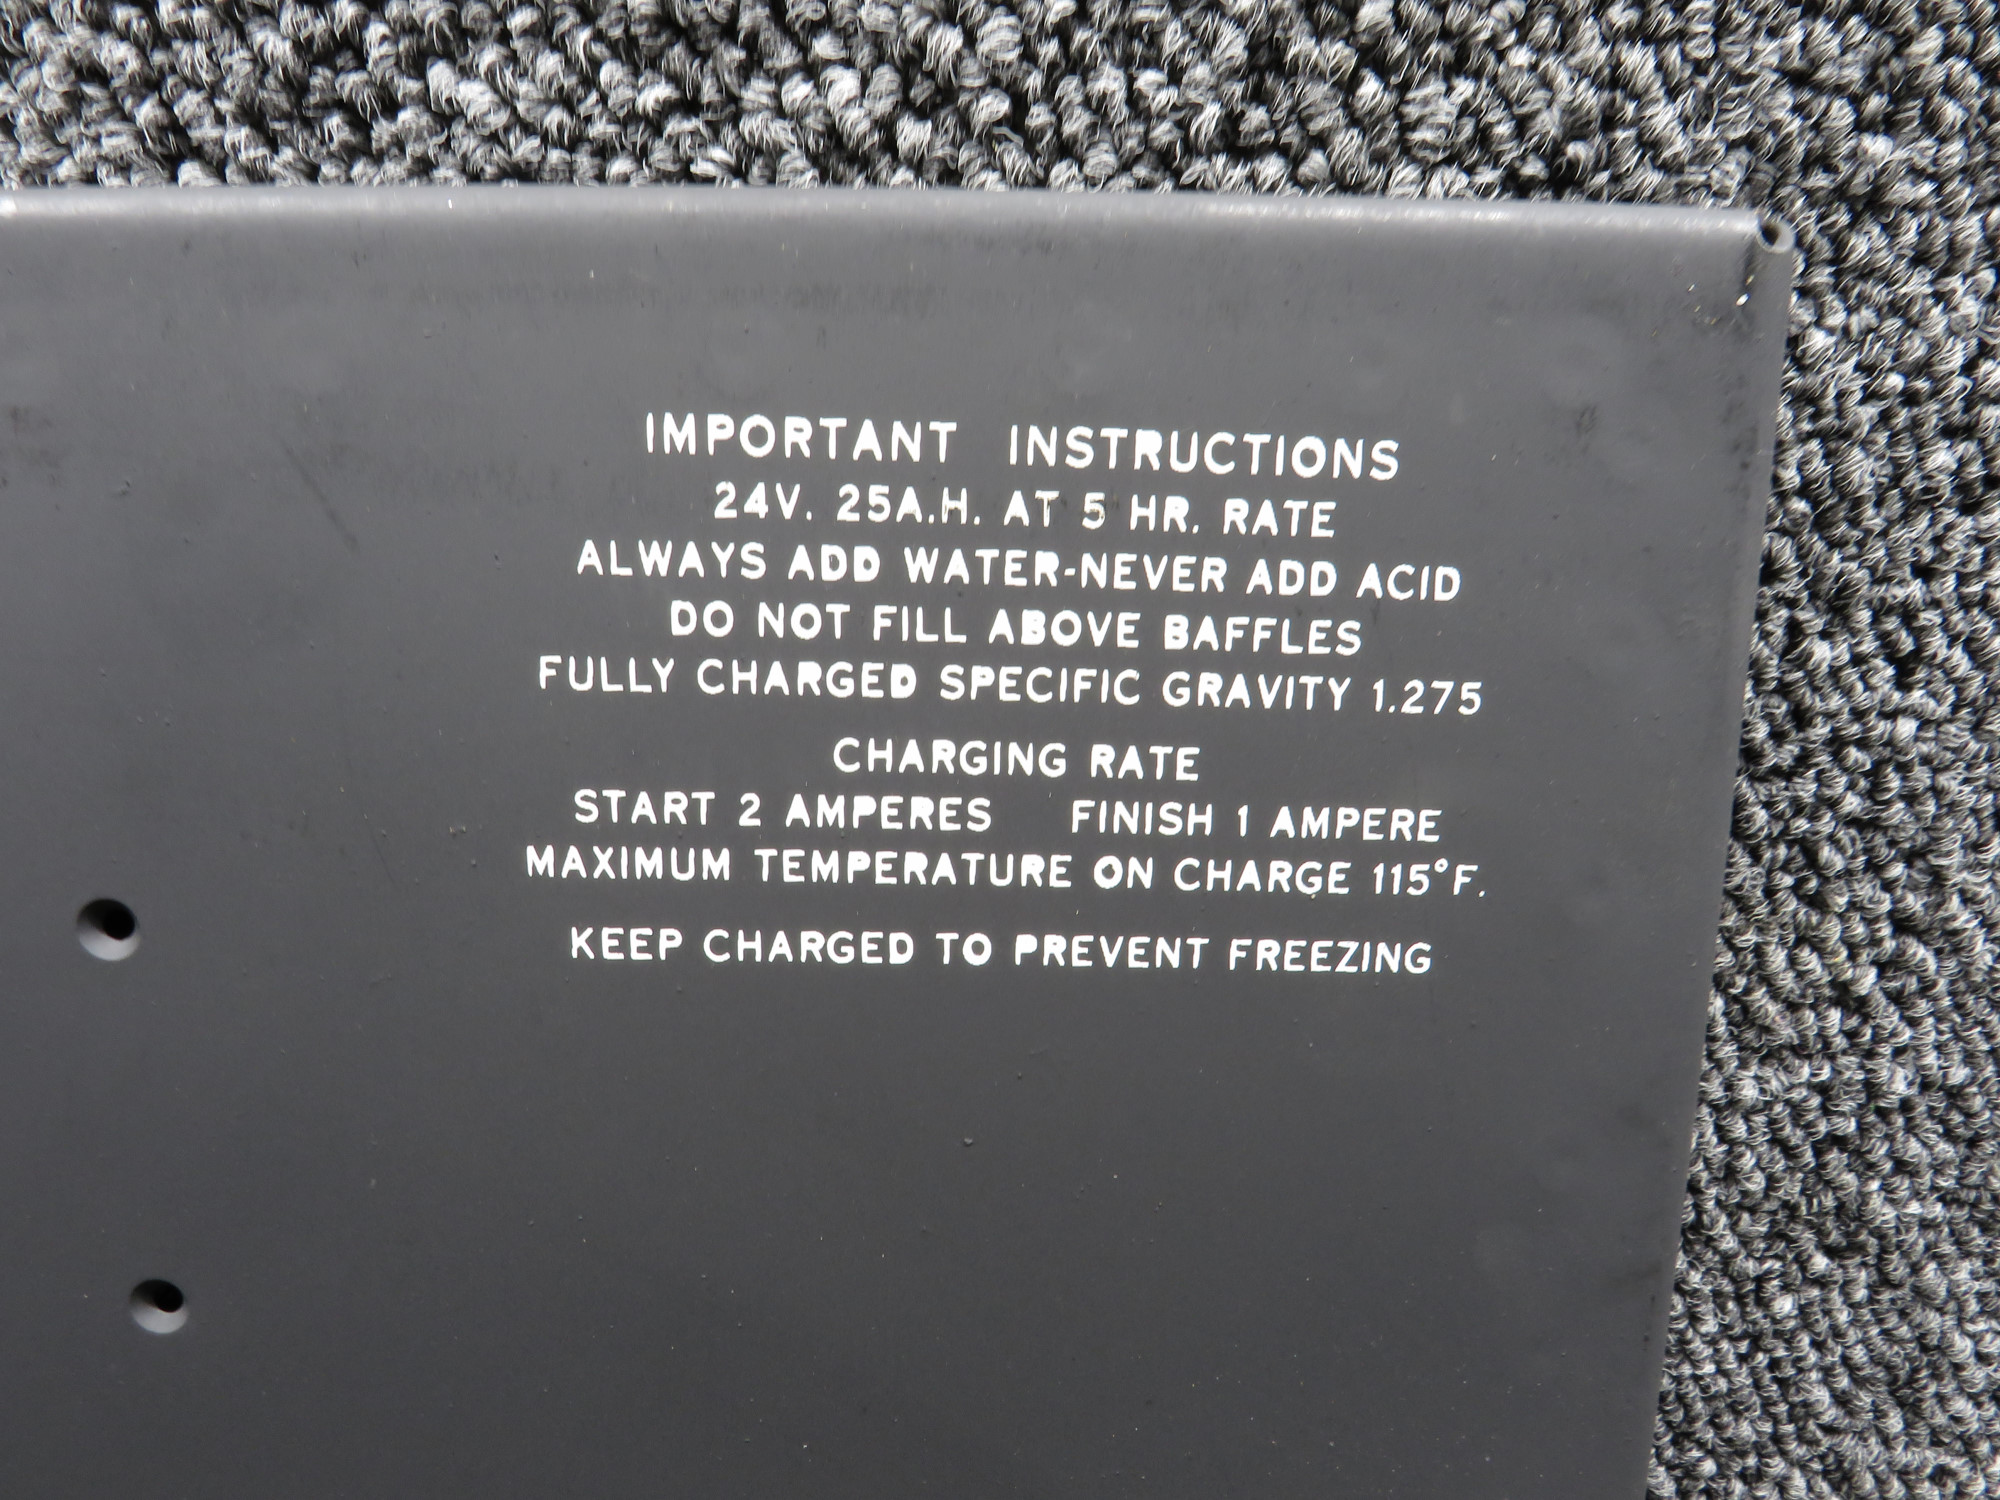 IMPORTANT INSTRUCTIONS
24V. 25A.H. AT 5 HR. RATE
ALWAYS ADD WATER-NEVER ADD ACID
DO NOT FILL ABOVE BAFFLES
FULLY CHARGED SPECIFIC GRAVITY 1.275
CHARGING RATE
START 2 AMPERES FINISH 1 AMPERE
MAXIMUM TEMPERATURE ON CHARGE 115°F.
KEEP CHARGED TO PREVENT FREEZING